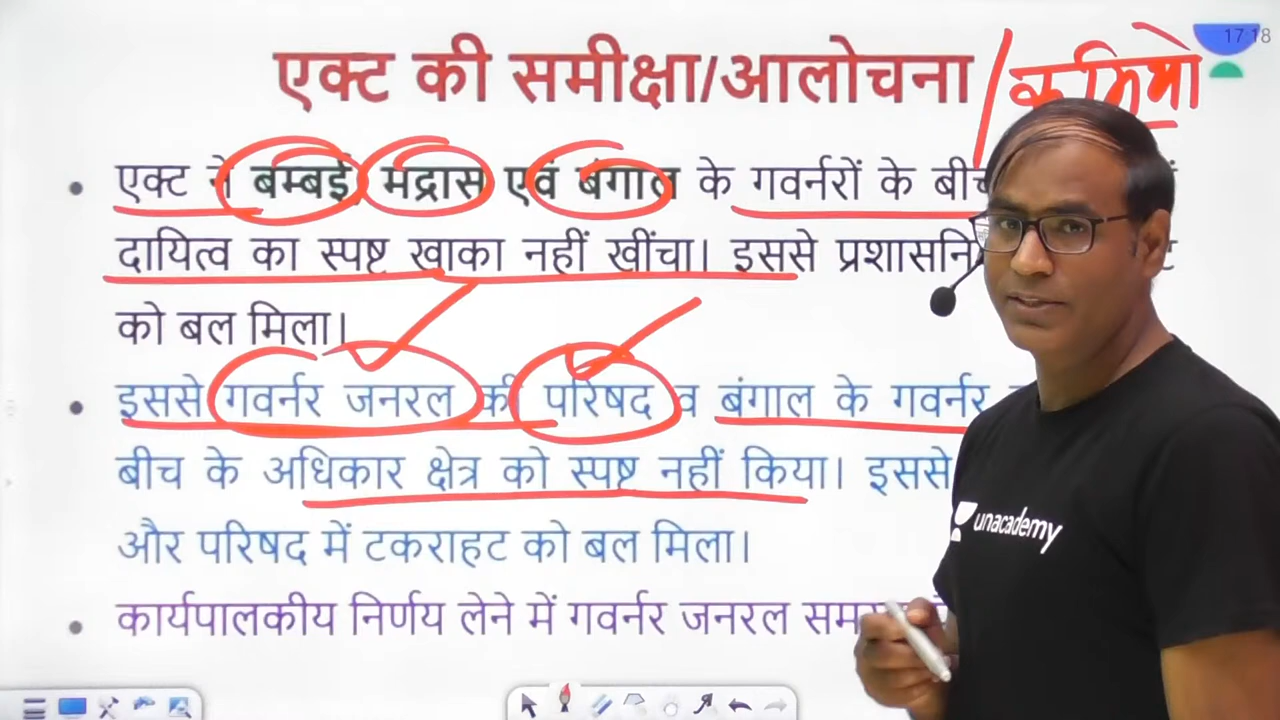 17:18
एक्ट की समीक्षा/आलोचना / कमियो
एक्ट ने बम्बई मद्रास एवं बंगाल के गवर्नरों के बीच
दायित्व का स्पष्ट खाका नहीं खींचा। इससे
को बल मिला।
इससे गवर्नर जनरल की परिषद व बंगाल के गवर्नर
बीच के अधिकार क्षेत्र को स्पष्ट नहीं किया। इससे
और परिषद में टकराहट को बल मिला।
कार्यपालकीय निर्णय लेने में गवर्नर जनरल
unacademy